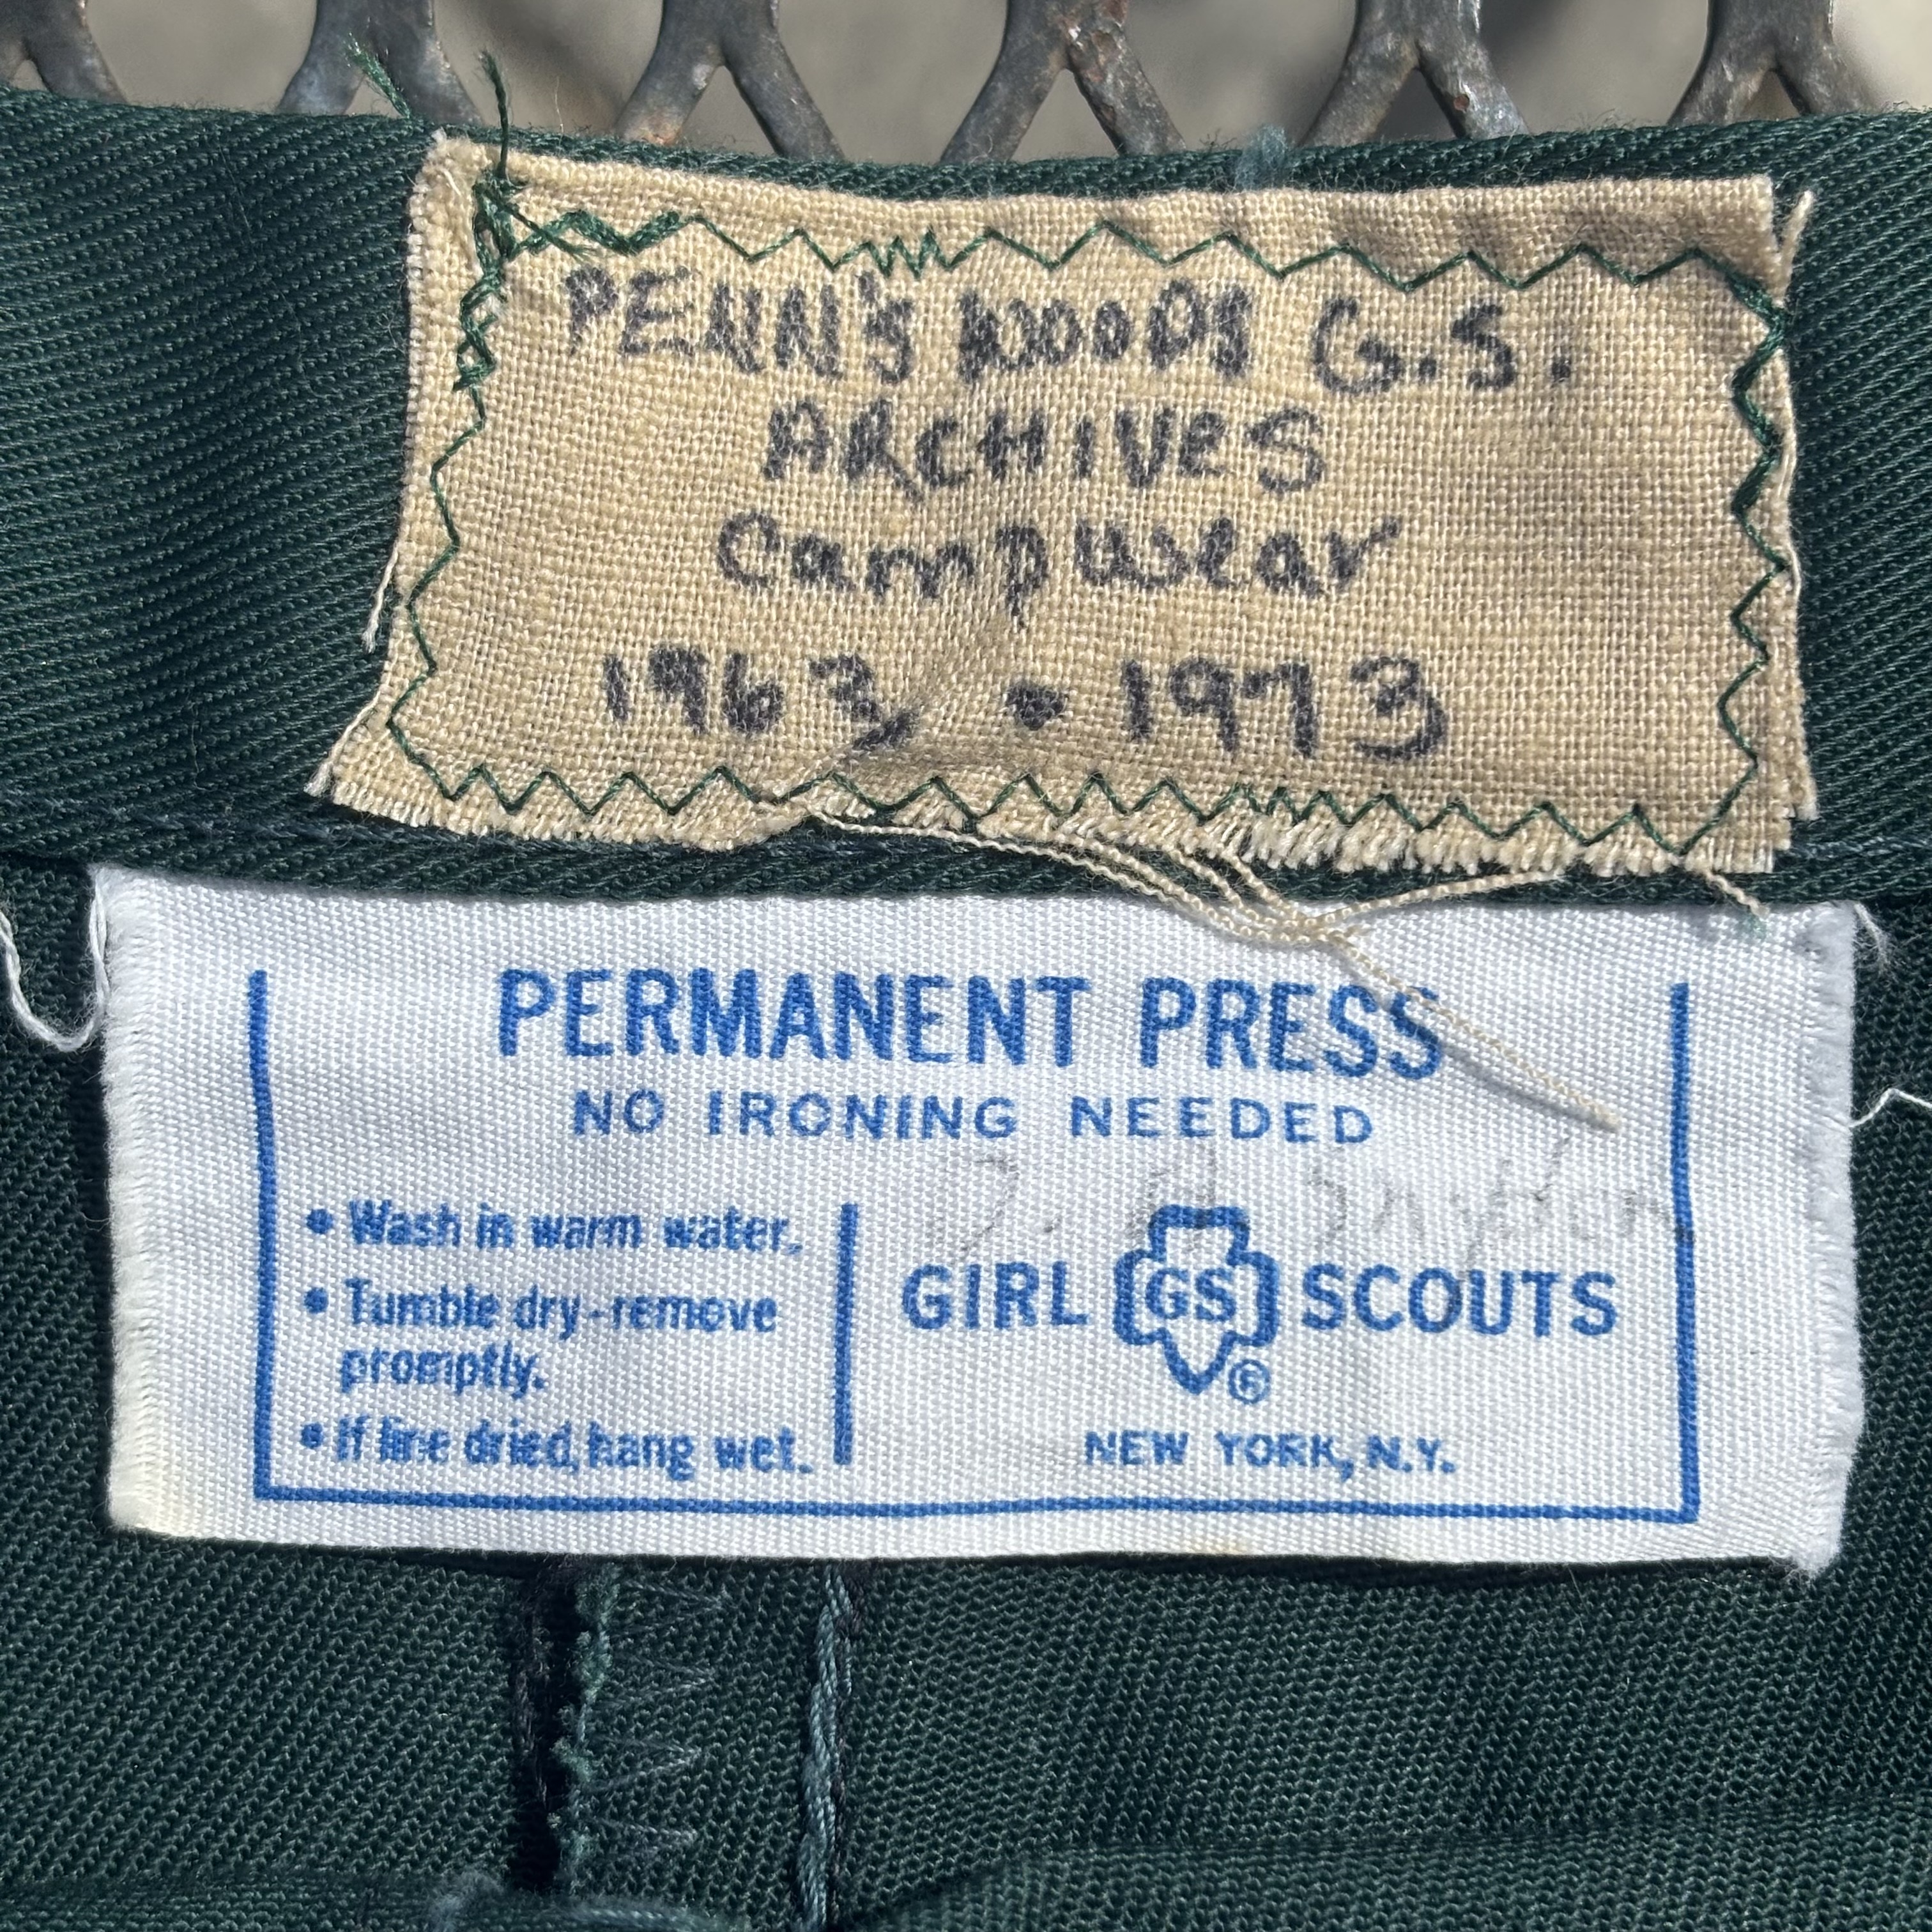 PENN'S WOODS G.S.
ARCHIVES
Campwear
1963 • 1973
PERMANENT PRESS
NO IRONING NEEDED
• Wash in warm water.
• Tumble dry-remove
promptly.
• If line dried, hang wet.
GIRL GS SCOUTS
®
NEW YORK, N.Y.